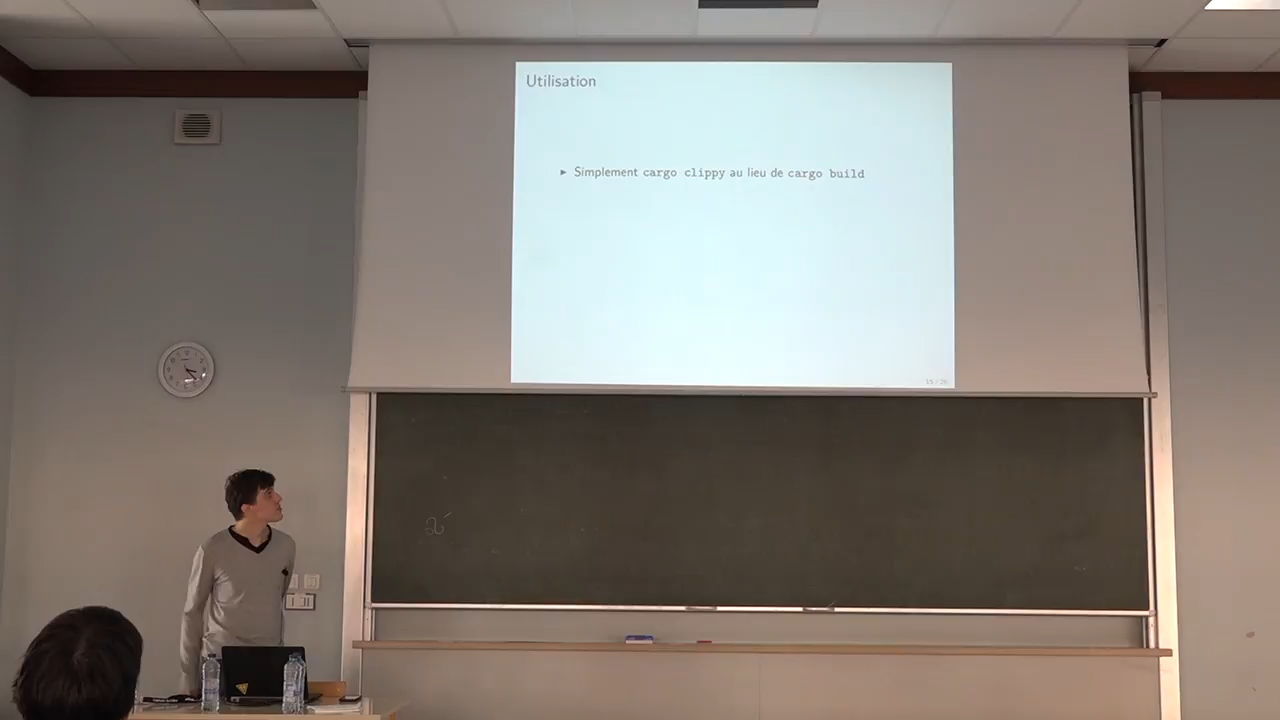 Utilisation
▸ Simplement cargo clippy au lieu de cargo build